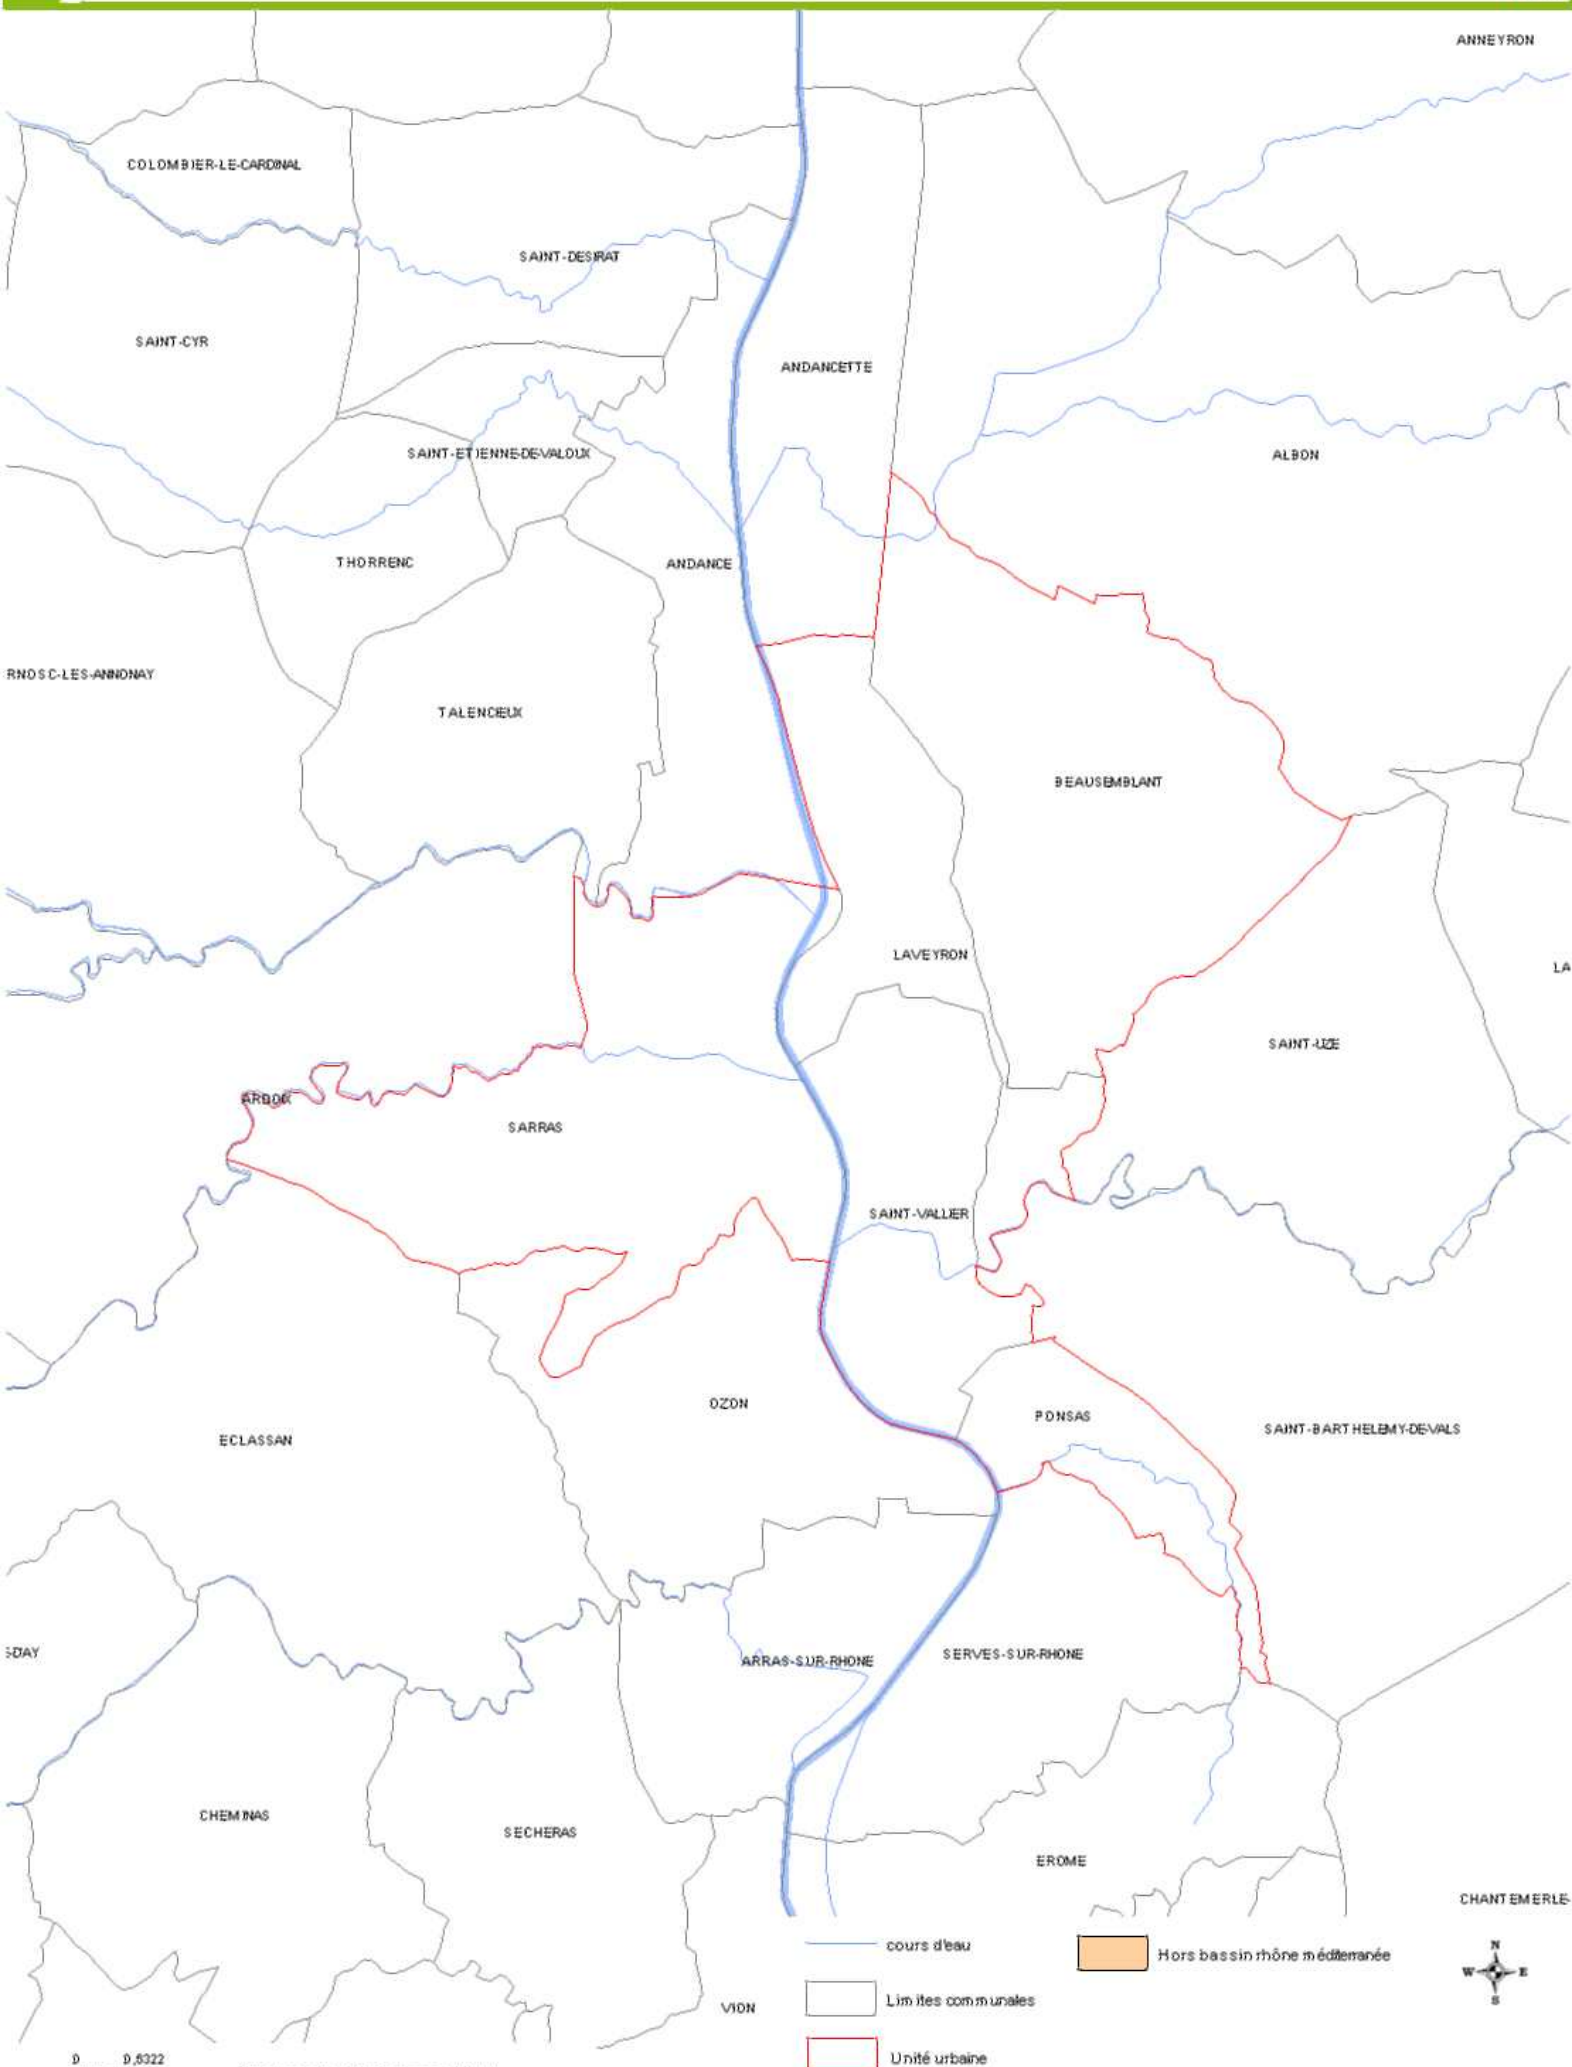 ANNEYRON
COLOMBIER-LE-CARDINAL
SAINT-DESIRAT
SAINT-CYR
ANDANCETTE
SAINT-ETIENNE-DE-VALOUX
ALBON
THORRENC
ANDANCE
RNOSC-LES-ANNONAY
TALENCIEUX
BEAUSEMBLANT
LAVEYRON
LA
SAINT-UZE
ARDOIX
SARRAS
SAINT-VALLIER
OZON
PONSAS
SAINT-BARTHELEMY-DE-VALS
ECLASSAN
S-DAY
ARRAS-SUR-RHONE
SERVES-SUR-RHONE
CHEMINAS
SECHERAS
EROME
CHANTEMERLE-
cours d'eau
Hors bassin rhône méditerranée
N
W E
S
Limites communales
VION
Unité urbaine
0 0,5322